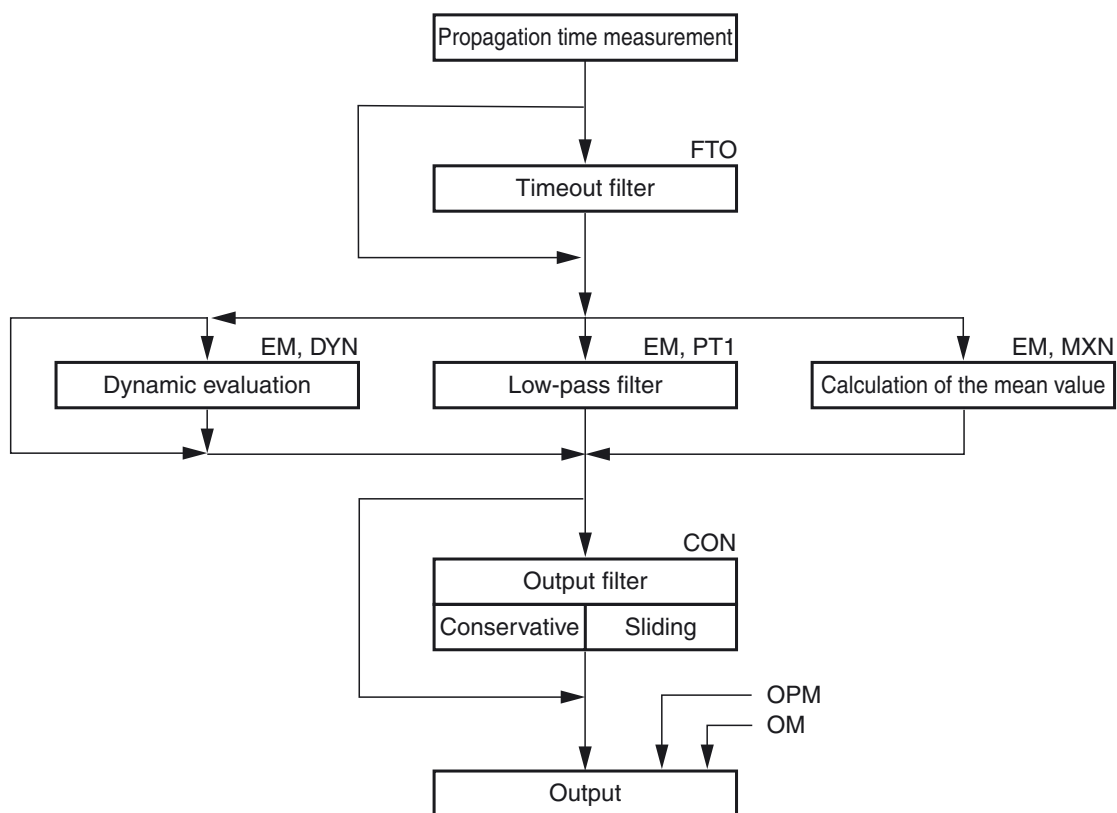 Propagation time measurement
FTO
Timeout filter
EM, DYN
Dynamic evaluation
EM, PT1
Low-pass filter
EM, MXN
Calculation of the mean value
CON
Output filter
Conservative
Sliding
OPM
OM
Output